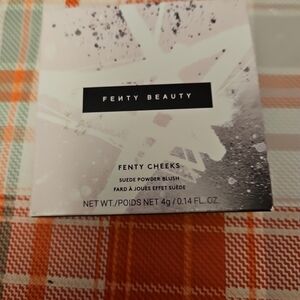 FENTY BEAUTY
FENTY CHEEKS
SUEDE POWDER BLUSH
FARD À JOUES EFFET SUÈDE
NET WT./POIDS NET 4g / 0.14 FL. OZ.